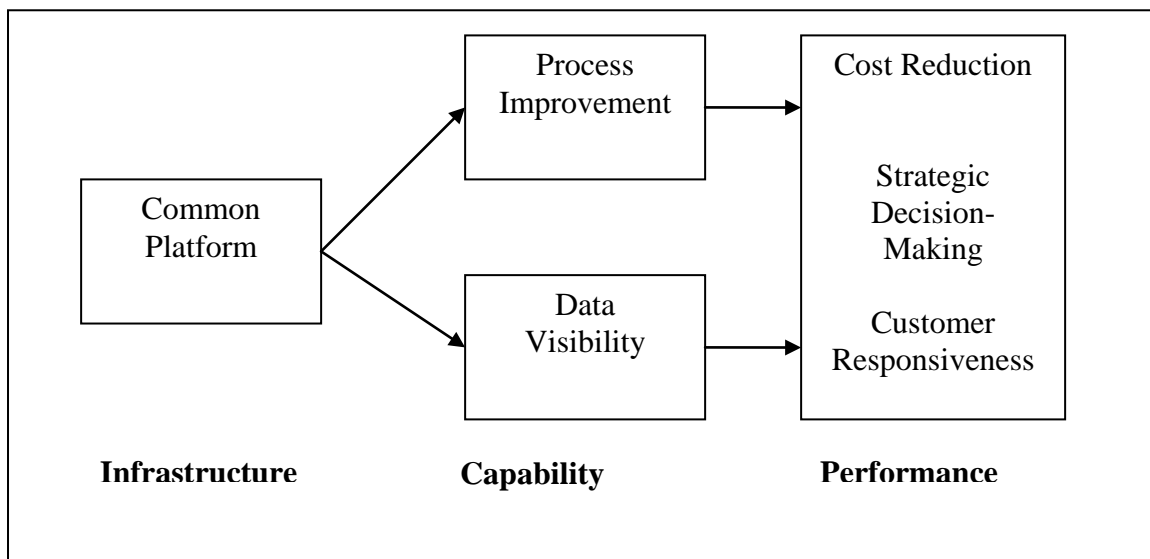 Common
Platform
Process
Improvement
Data
Visibility
Cost Reduction
Strategic
Decision-
Making
Customer
Responsiveness
Infrastructure
Capability
Performance